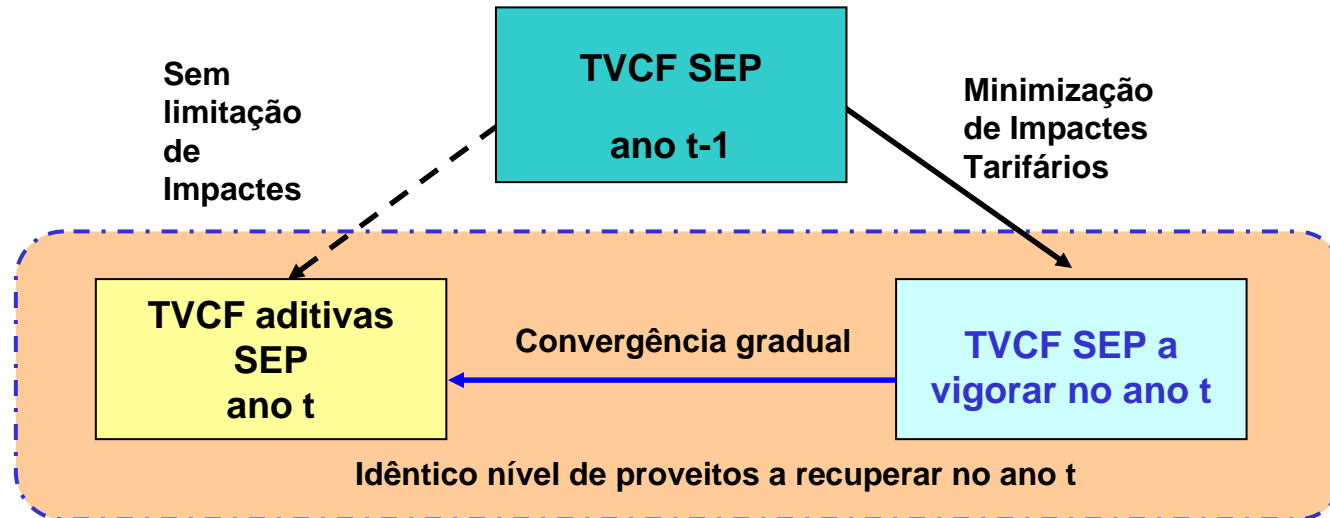 Sem
limitação
de
Impactes
TVCF SEP
ano t-1
Minimização
de Impactes
Tarifários
TVCF aditivas
SEP
ano t
Convergência gradual
TVCF SEP a
vigorar no ano t
Idêntico nível de proveitos a recuperar no ano t